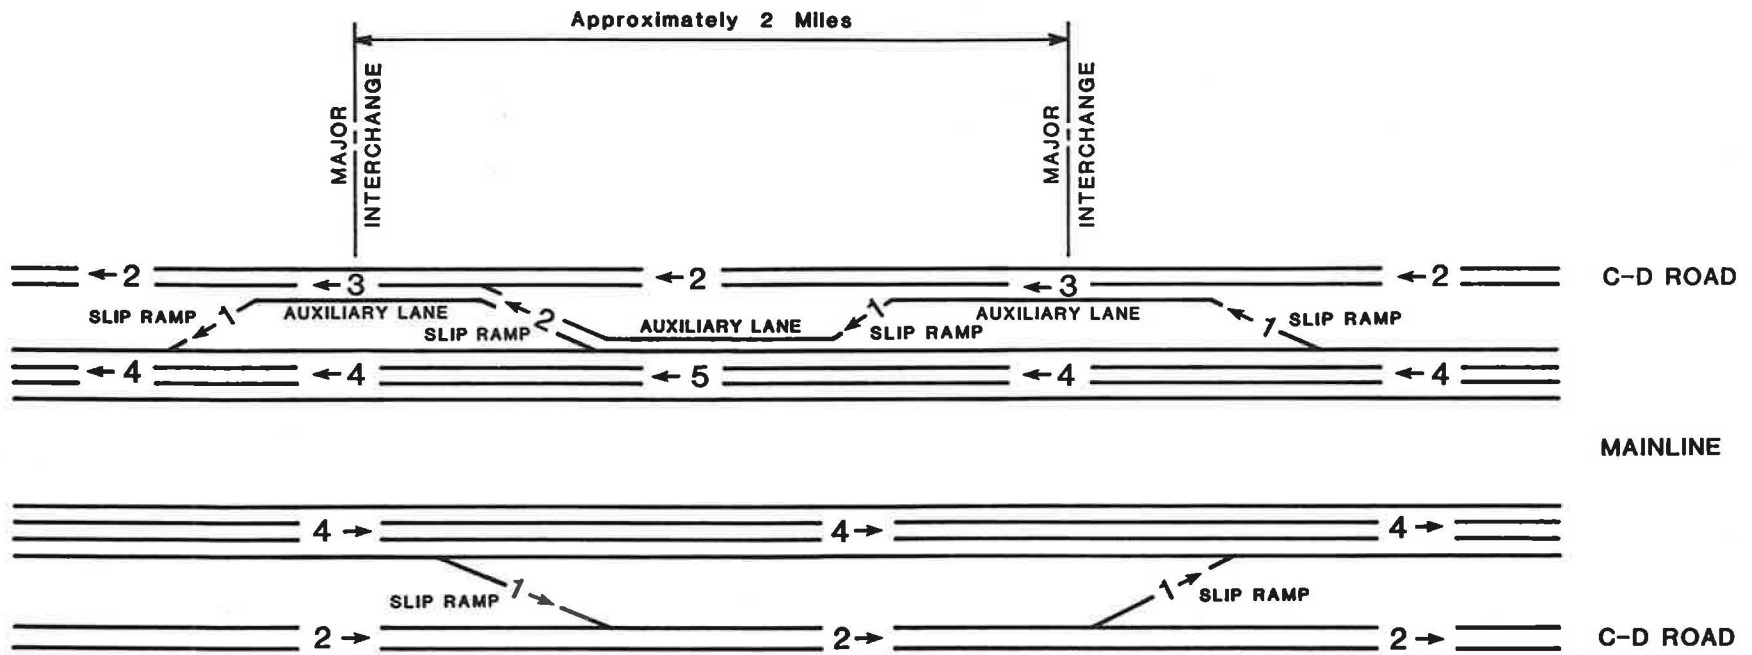 Approximately 2 Miles
MAJOR
INTERCHANGE
MAJOR
INTERCHANGE
2
3
2
3
2
C-D ROAD
SLIP RAMP
1
AUXILIARY LANE
SLIP RAMP
2
AUXILIARY LANE
1
SLIP RAMP
AUXILIARY LANE
1
SLIP RAMP
4
4
5
4
4
MAINLINE
4
4
4
SLIP RAMP
1
1
SLIP RAMP
2
2
2
C-D ROAD